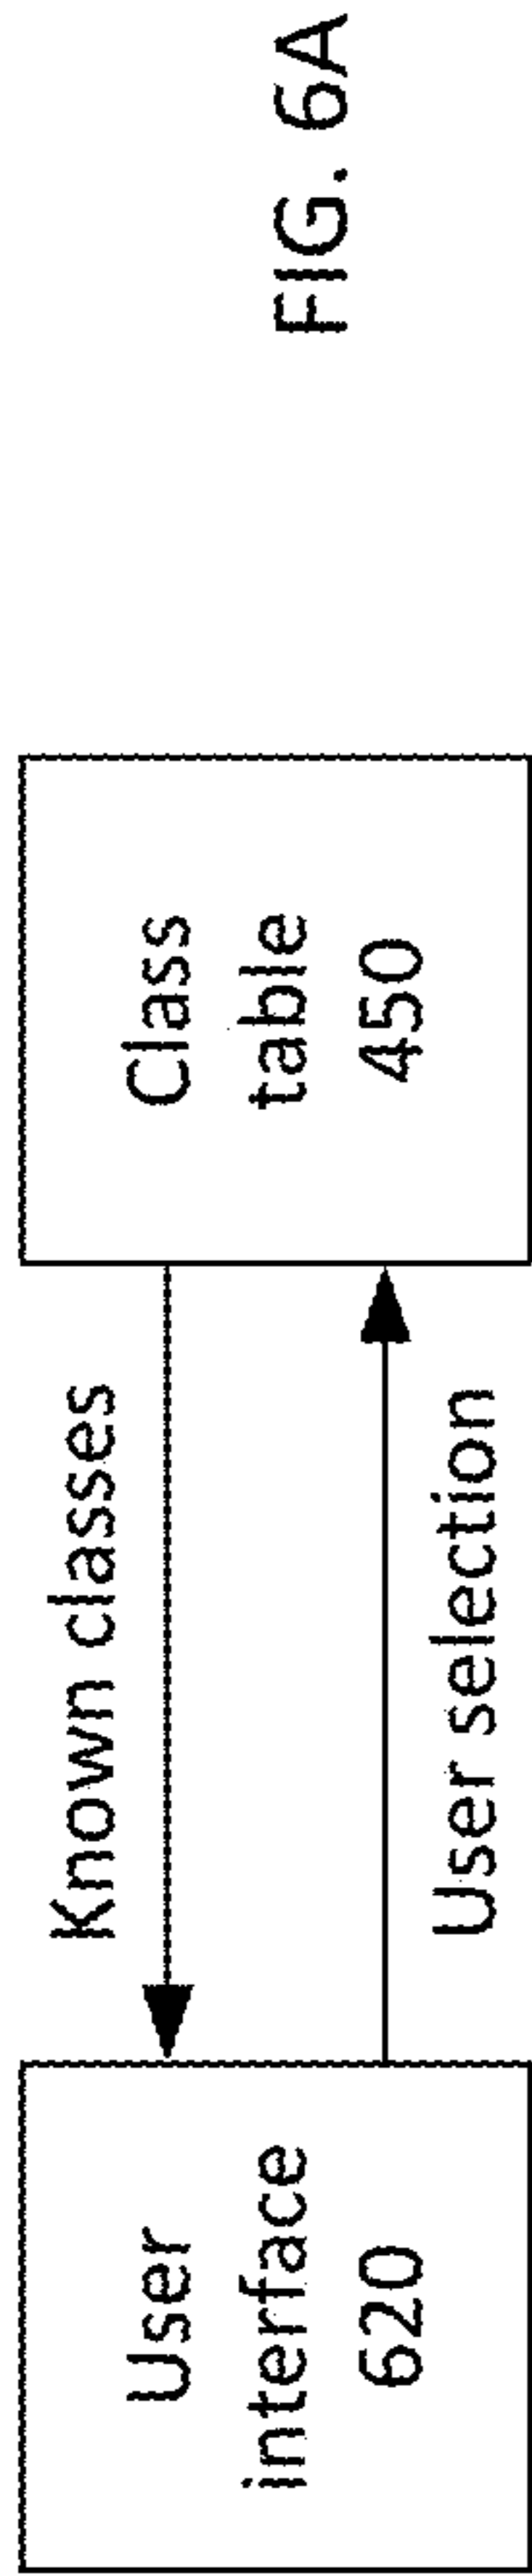 User
interface
620
Known classes
User selection
Class
table
450
FIG. 6A